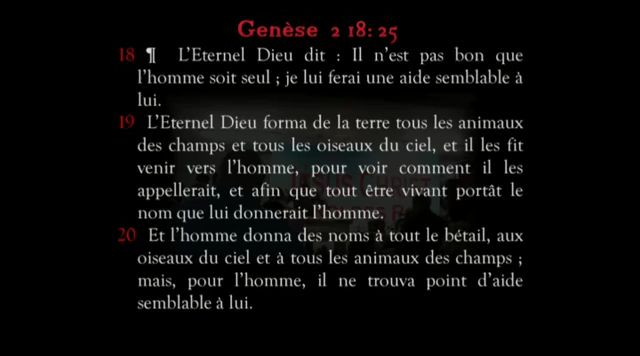 Genèse 2 18:25
18 ¶ L'Eternel Dieu dit : Il n'est pas bon que
l'homme soit seul ; je lui ferai une aide semblable à
lui.
19 L'Eternel Dieu forma de la terre tous les animaux
des champs et tous les oiseaux du ciel, et il les fit
venir vers l'homme, pour voir comment il les
appellerait, et afin que tout être vivant portât le
nom que lui donnerait l'homme.
20 Et l'homme donna des noms à tout le bétail, aux
oiseaux du ciel et à tous les animaux des champs ;
mais, pour l'homme, il ne trouva point d'aide
semblable à lui.